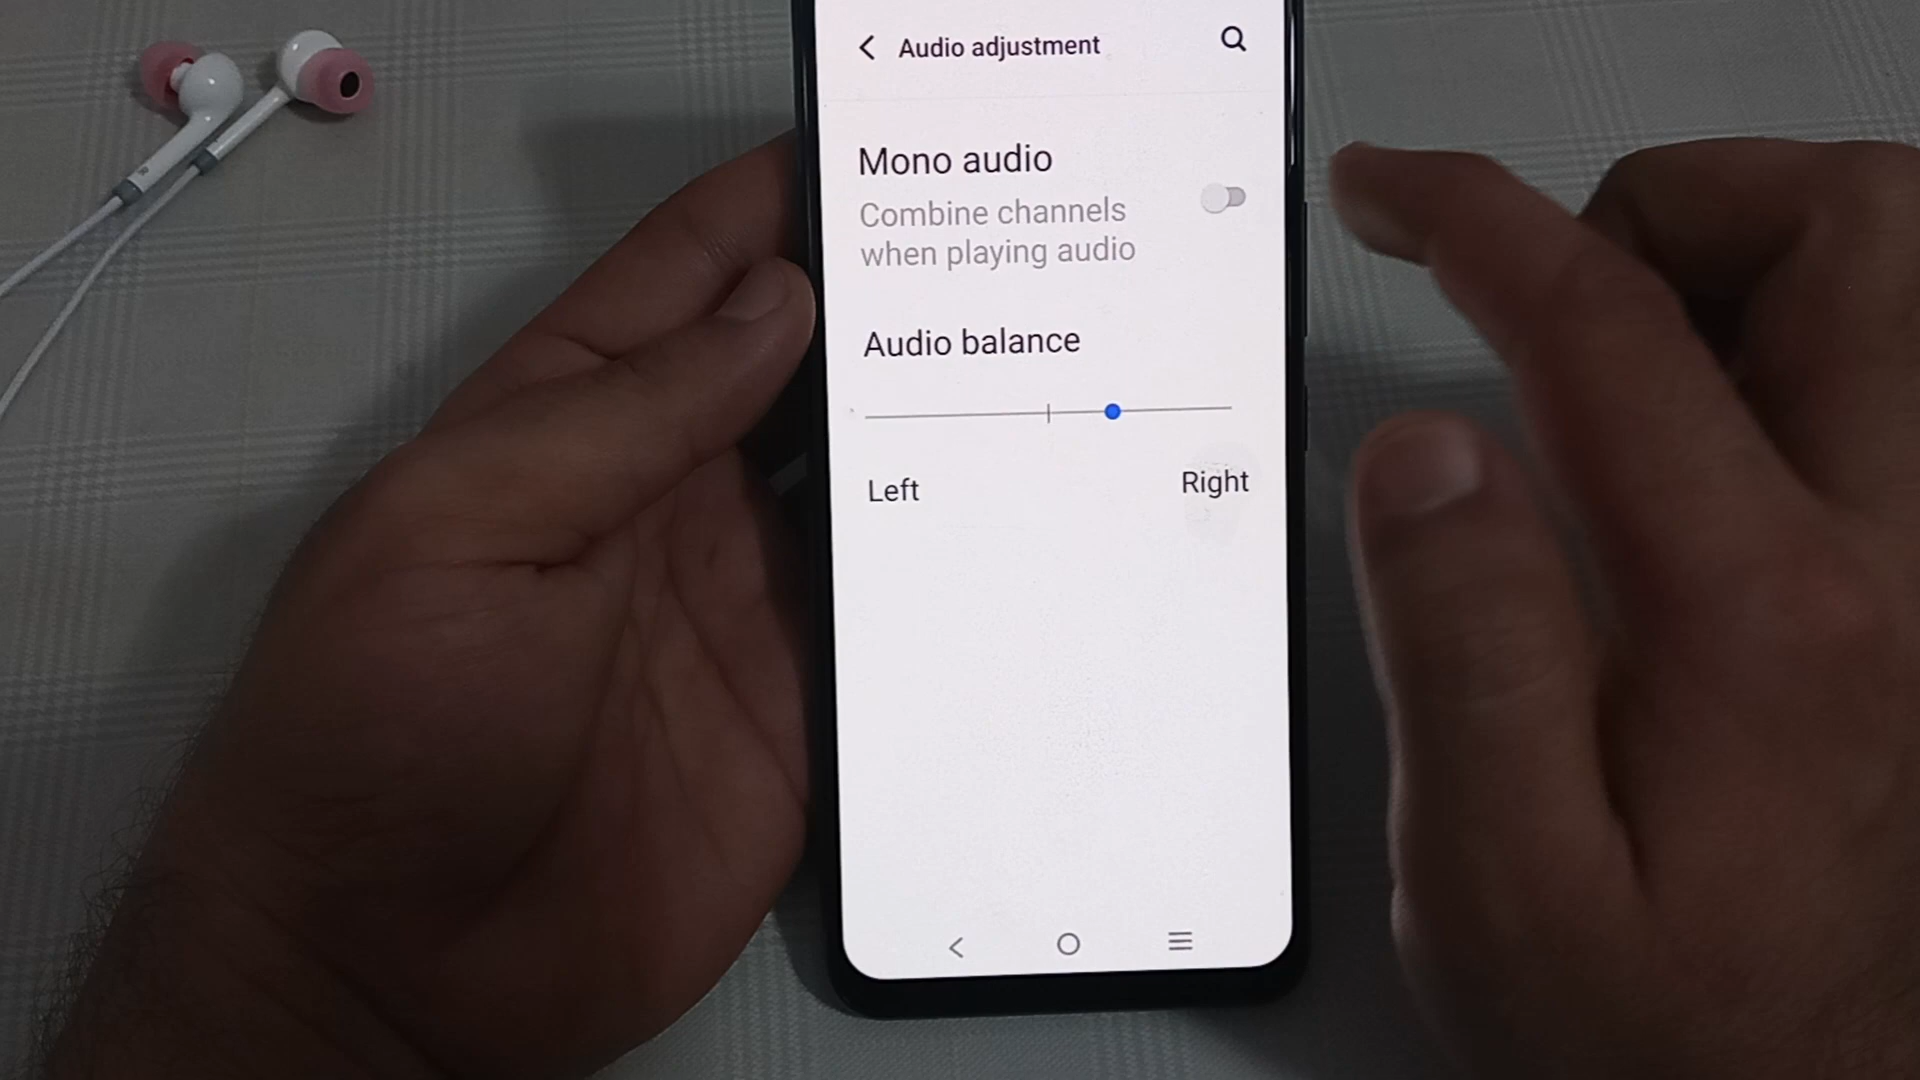 Audio adjustment
Mono audio
Combine channels
when playing audio
Audio balance
Left Right